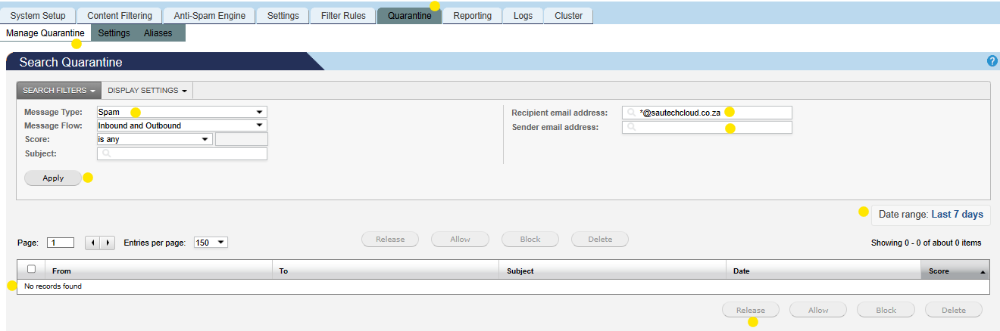 System Setup Content Filtering Anti-Spam Engine Settings Filter Rules Quarantine Reporting Logs Cluster
Manage Quarantine Settings Aliases
Search Quarantine ?
SEARCH FILTERS DISPLAY SETTINGS
Message Type: Spam Recipient email address: *@sautechcloud.co.za
Message Flow: Inbound and Outbound Sender email address:
Score: is any
Subject:
Apply
Date range: Last 7 days
Page: 1 Entries per page: 150 Release Allow Block Delete Showing 0 - 0 of about 0 items
From To Subject Date Score
No records found
Release Allow Block Delete